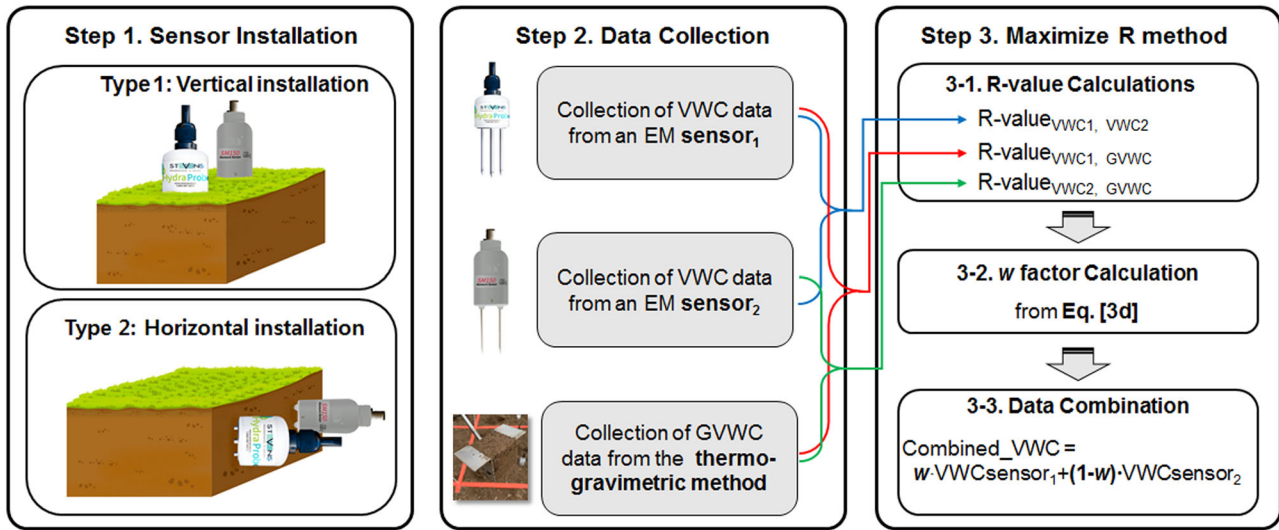 Step 1. Sensor Installation
Type 1: Vertical installation
STEVENS
HydraProbe
SM150
Type 2: Horizontal installation
SM150
STEVENS
HydraProbe
Step 2. Data Collection
STEVENS
HydraProbe
Collection of VWC data
from an EM sensor1
Collection of VWC data
from an EM sensor2
Collection of GVWC
data from the thermo-
gravimetric method
Step 3. Maximize R method
3-1. R-value Calculations
R-valueVWC1, VWC2
R-valueVWC1, GVWC
R-valueVWC2, GVWC
3-2. w factor Calculation
from Eq. [3d]
3-3. Data Combination
Combined_VWC =
w·VWCsensor1+(1-w)·VWCsensor2